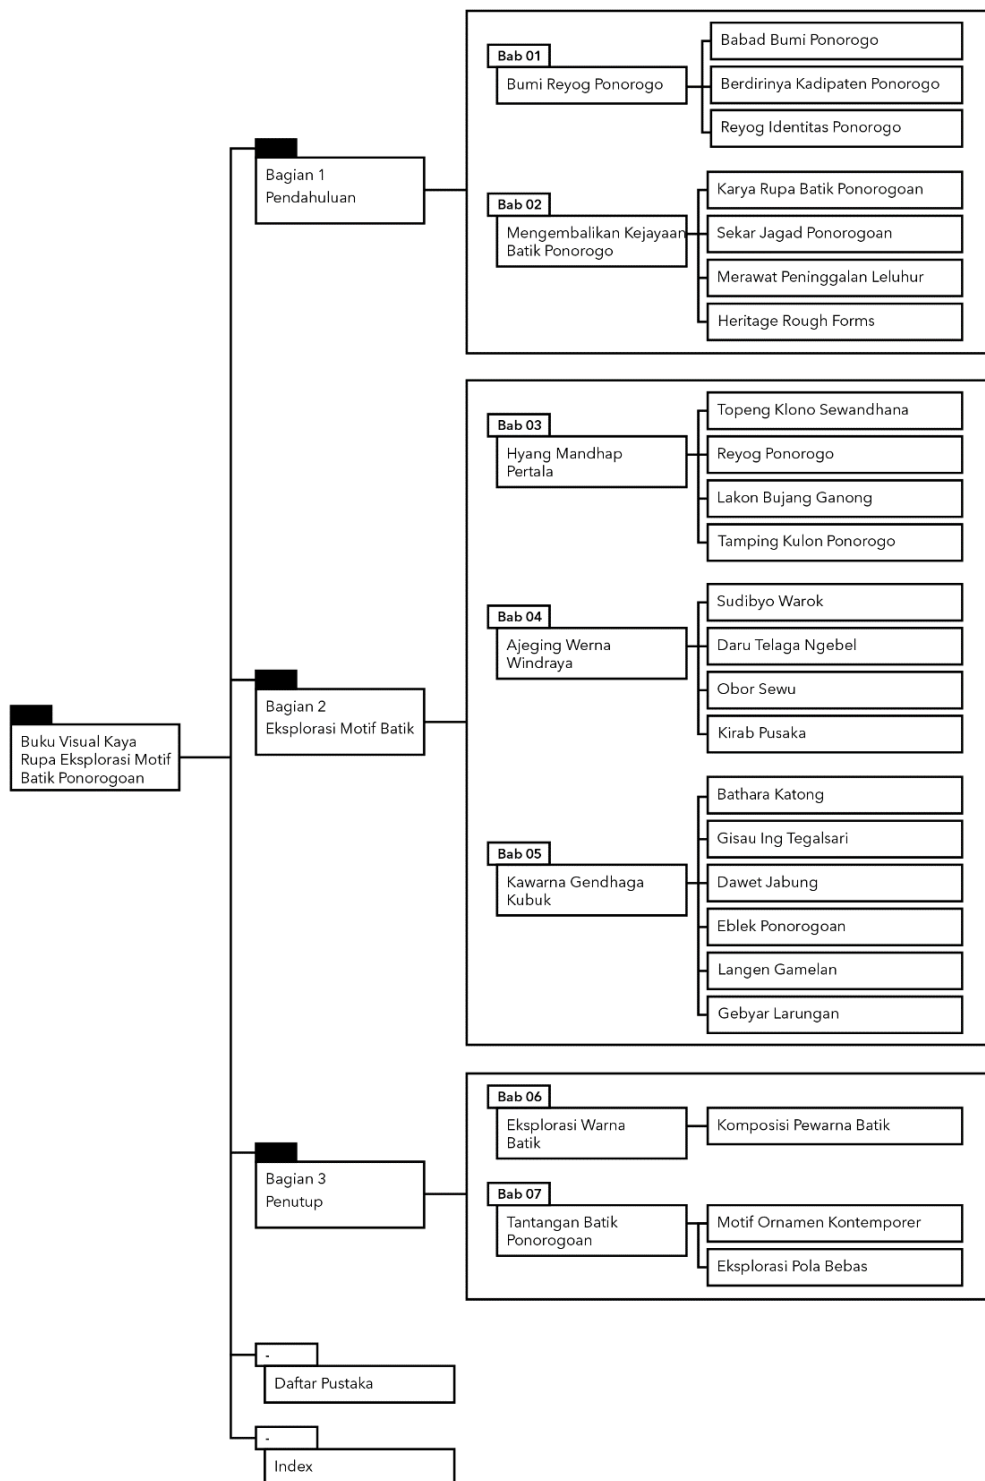 Buku Visual Kaya
Rupa Eksplorasi Motif
Batik Ponorogoan
Bagian 1
Pendahuluan
Bab 01
Bumi Reyog Ponorogo
Babad Bumi Ponorogo
Berdirinya Kadipaten Ponorogo
Reyog Identitas Ponorogo
Bab 02
Mengembalikan Kejayaan
Batik Ponorogo
Karya Rupa Batik Ponorogoan
Sekar Jagad Ponorogoan
Merawat Peninggalan Leluhur
Heritage Rough Forms
Bagian 2
Eksplorasi Motif Batik
Bab 03
Hyang Mandhap
Pertala
Topeng Klono Sewandhana
Reyog Ponorogo
Lakon Bujang Ganong
Tamping Kulon Ponorogo
Bab 04
Ajeging Werna
Windraya
Sudibyo Warok
Daru Telaga Ngebel
Obor Sewu
Kirab Pusaka
Bab 05
Kawarna Gendhaga
Kubuk
Bathara Katong
Gisau Ing Tegalsari
Dawet Jabung
Eblek Ponorogoan
Langen Gamelan
Gebyar Larungan
Bagian 3
Penutup
Bab 06
Eksplorasi Warna
Batik
Komposisi Pewarna Batik
Bab 07
Tantangan Batik
Ponorogoan
Motif Ornamen Kontemporer
Eksplorasi Pola Bebas
-
Daftar Pustaka
-
Index